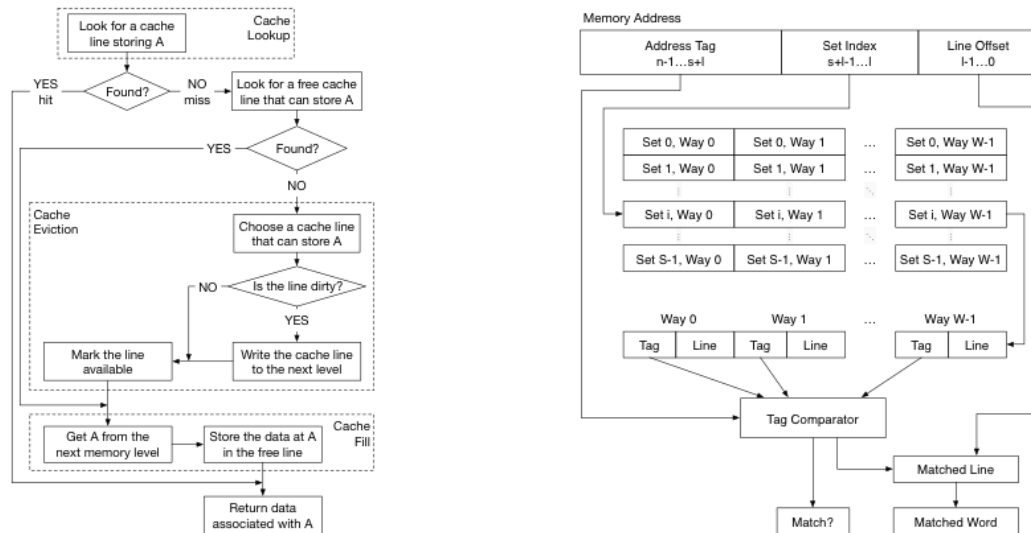 Cache
Lookup
Look for a cache
line storing A
YES
hit
Found?
NO
miss
Look for a free cache
line that can store A
YES
Found?
NO
Cache
Eviction
Choose a cache line
that can store A
NO
Is the line dirty?
YES
Mark the line
available
Write the cache line
to the next level
Cache
Fill
Get A from the
next memory level
Store the data at A
in the free line
Return data
associated with A
Memory Address
Address Tag
n-1...s+l
Set Index
s+l-1...l
Line Offset
l-1...0
Set 0, Way 0 Set 0, Way 1 ... Set 0, Way W-1
Set 1, Way 0 Set 1, Way 1 ... Set 1, Way W-1
Set i, Way 0 Set i, Way 1 ... Set i, Way W-1
Set S-1, Way 0 Set S-1, Way 1 ... Set S-1, Way W-1
Way 0 Way 1 ... Way W-1
Tag Line Tag Line Tag Line
Tag Comparator
Matched Line
Match?
Matched Word